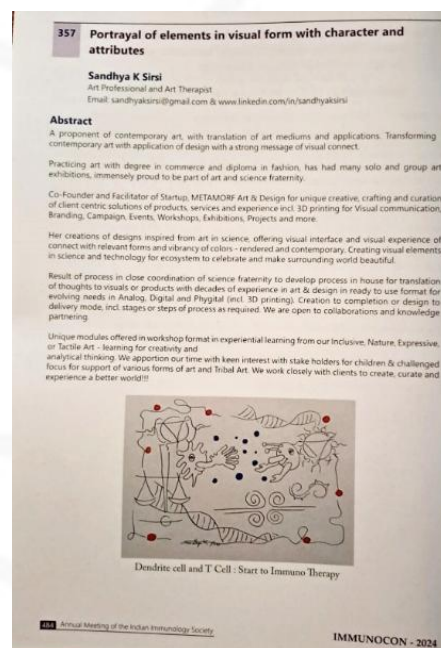 357
Portrayal of elements in visual form with character and
attributes
Sandhya K Sirsi
Art Professional and Art Therapist
Email: sandhyaksirsi@gmail.com & www.linkedin.com/in/sandhyaksirsi
Abstract
A proponent of contemporary art, with translation of art mediums and applications. Transforming
contemporary art with application of design with a strong message of visual connect.
Practicing art with degree in commerce and diploma in fashion, has had many solo and group art
exhibitions, immensely proud to be part of art and science fraternity.
Co-Founder and Facilitator of Startup, METAMORF Art & Design for unique creative, crafting and curation
of client centric solutions of products, services and experience incl. 3D printing for Visual communication,
Branding, Campaign, Events, Workshops, Exhibitions, Projects and more.
Her creations of designs inspired from art in science, offering visual interface and visual experience of
connect with relevant forms and vibrancy of colors - rendered and contemporary. Creating visual elements
in science and technology for ecosystem to celebrate and make surrounding world beautiful.
Result of process in close coordination of science fraternity to develop process in house for translation
of thoughts to visuals or products with decades of experience in art & design in ready to use format for
evolving needs in Analog, Digital and Phygital (incl. 3D printing). Creation to completion or design to
delivery mode, incl. stages or steps of process as required. We are open to collaborations and knowledge
partnering.
Unique modules offered in workshop format in experiential learning from our Inclusive, Nature, Expressive,
or Tactile Art - learning for creativity and
analytical thinking. We apportion our time with keen interest with stake holders for children & challenged
focus for support of various forms of art and Tribel Art. We work closely with clients to create, curate and
experience a better world!!!
Dendrite cell and T Cell : Start to Immuno Therapy
484 Annual Meeting of the Indian Immunology Society
IMMUNOCON - 2024